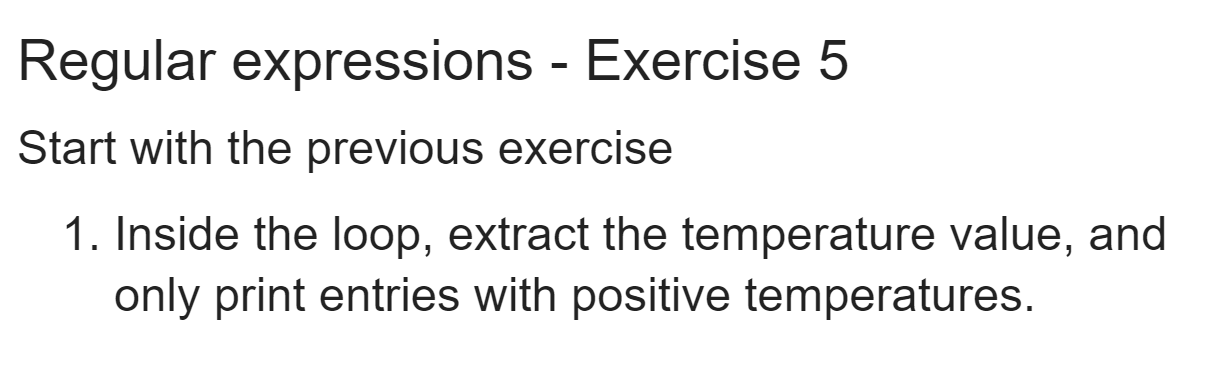 Regular expressions - Exercise 5
Start with the previous exercise
1. Inside the loop, extract the temperature value, and
only print entries with positive temperatures.